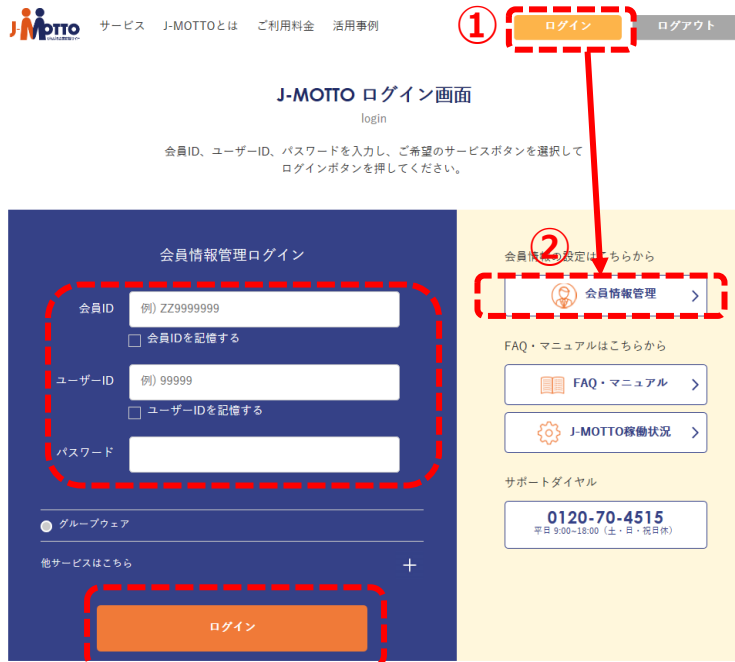 J-MOTTO
サービス J-MOTTOとは ご利用料金 活用事例
①
ログイン
ログアウト
J-MOTTO ログイン画面
login
会員ID、ユーザーID、パスワードを入力し、ご希望のサービスボタンを選択して
ログインボタンを押してください。
会員情報管理ログイン
会員ID 例) ZZ9999999
会員IDを記憶する
ユーザーID 例) 99999
ユーザーIDを記憶する
パスワード
グループウェア
他サービスはこちら
ログイン
②
会員情報の設定はこちらから
会員情報管理
FAQ・マニュアルはこちらから
FAQ・マニュアル
J-MOTTO稼働状況
サポートダイヤル
0120-70-4515
平日 9:00~18:00（土・日・祝日休）